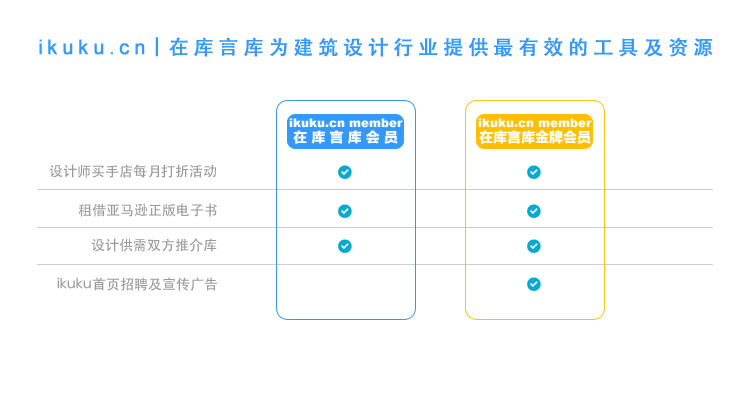 ikuku.cn|在库言库为建筑设计行业提供最有效的工具及资源
ikuku.cn member
在库言库会员
ikuku.cn member
在库言库金牌会员
设计师买手店每月打折活动
租借亚马逊正版电子书
设计供需双方推介库
ikuku首页招聘及宣传广告